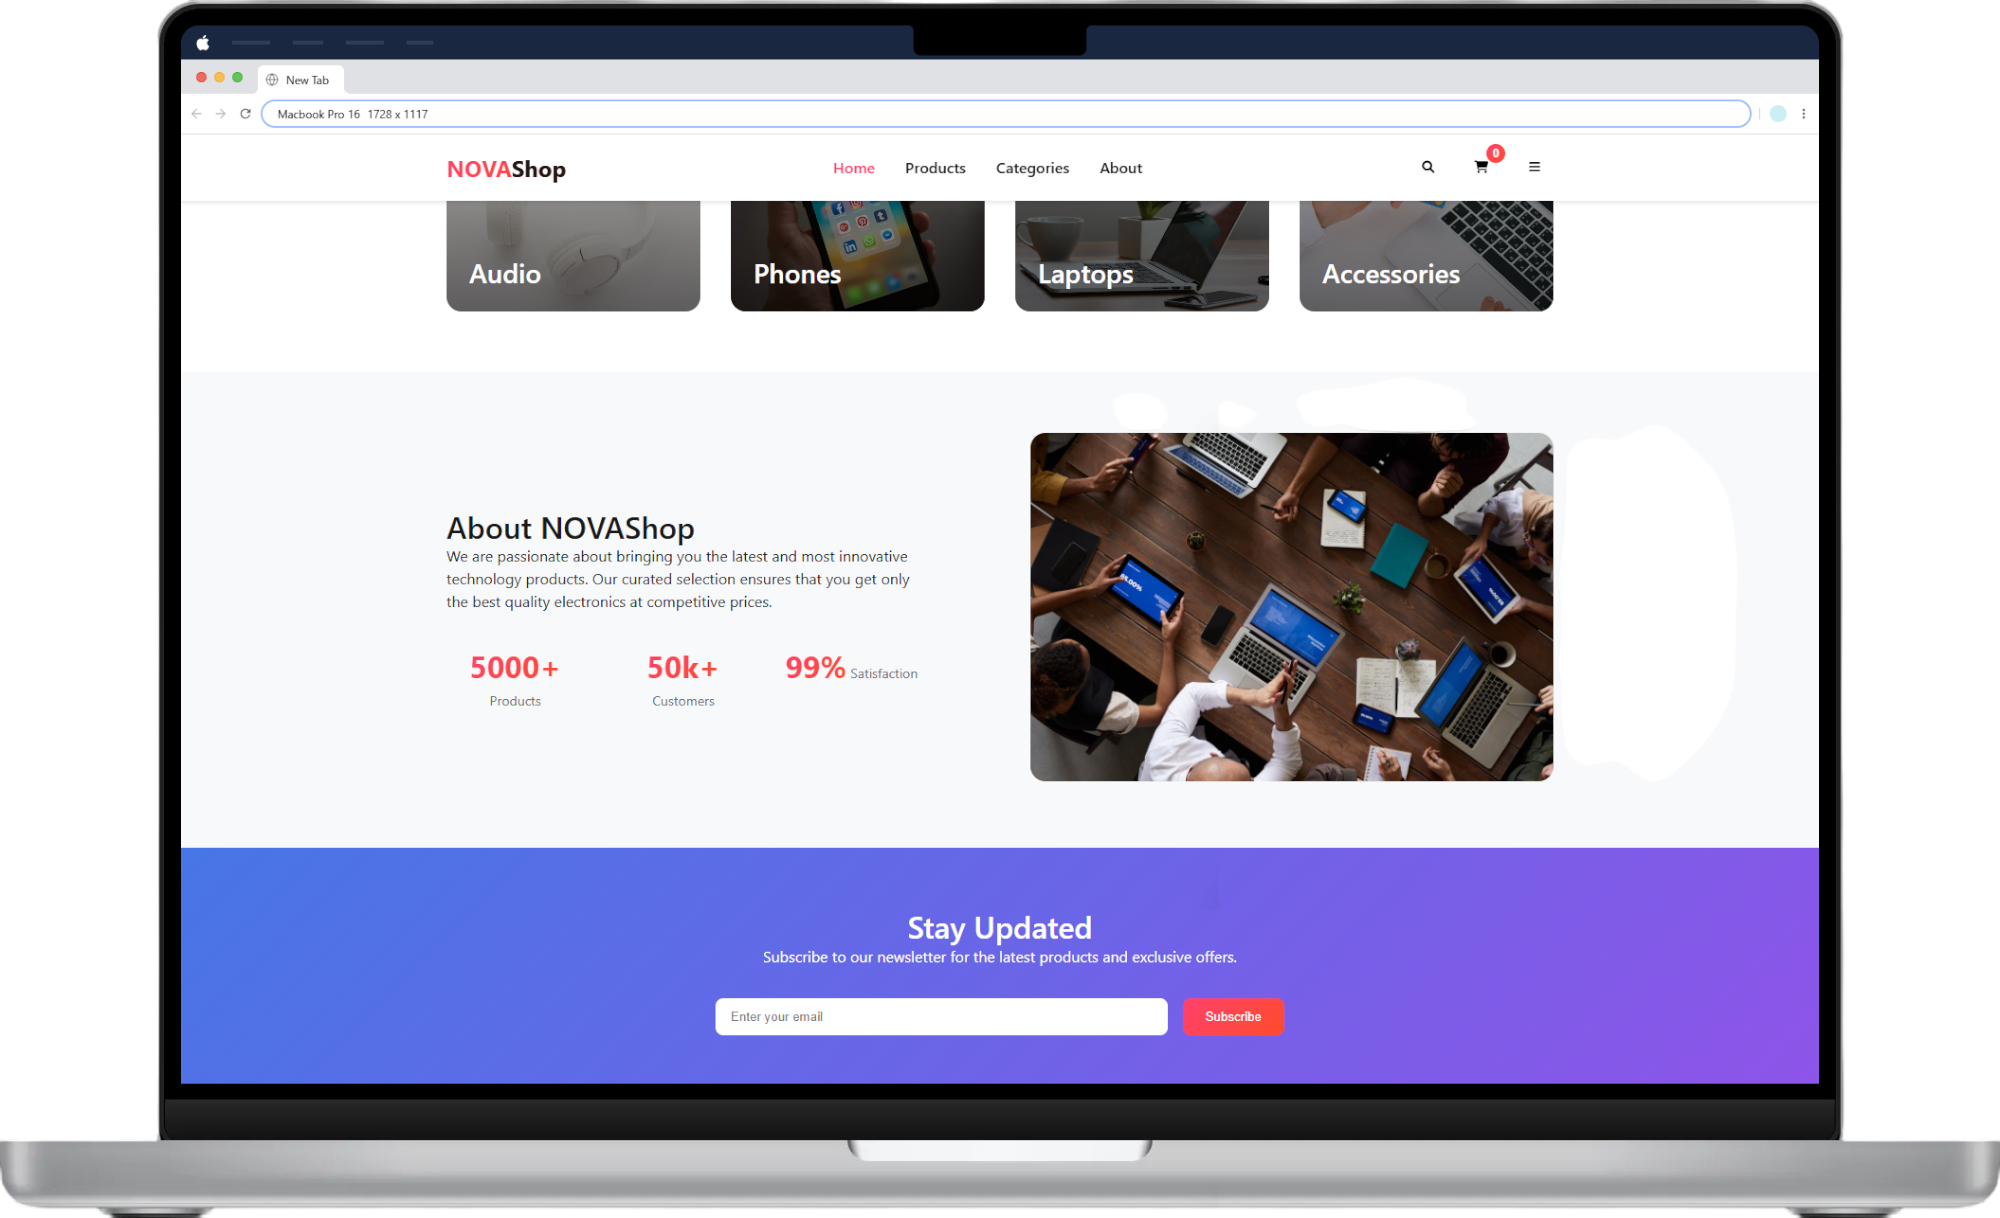 New Tab
Macbook Pro 16 1728 x 1117
NOVAShop
Home Products Categories About
0
Audio
Phones
Laptops
Accessories
About NOVAShop
We are passionate about bringing you the latest and most innovative
technology products. Our curated selection ensures that you get only
the best quality electronics at competitive prices.
5000+
Products
50k+
Customers
99% Satisfaction
Stay Updated
Subscribe to our newsletter for the latest products and exclusive offers.
Enter your email
Subscribe